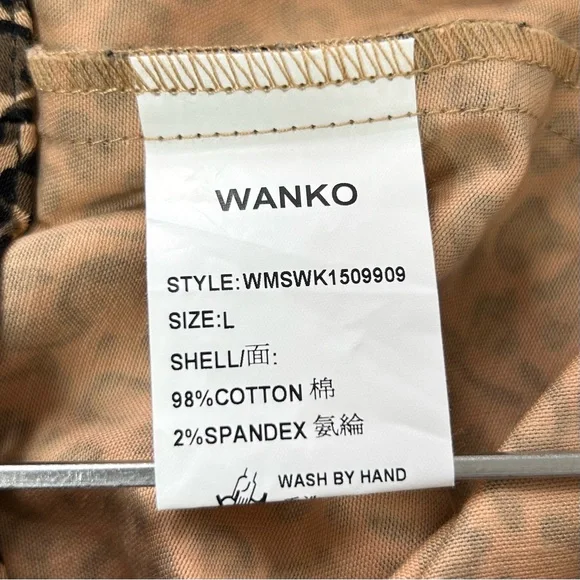 WANKO
STYLE:WMSWK1509909
SIZE:L
SHELL/面:
98%COTTON 棉
2%SPANDEX 氨綸
WASH BY HAND